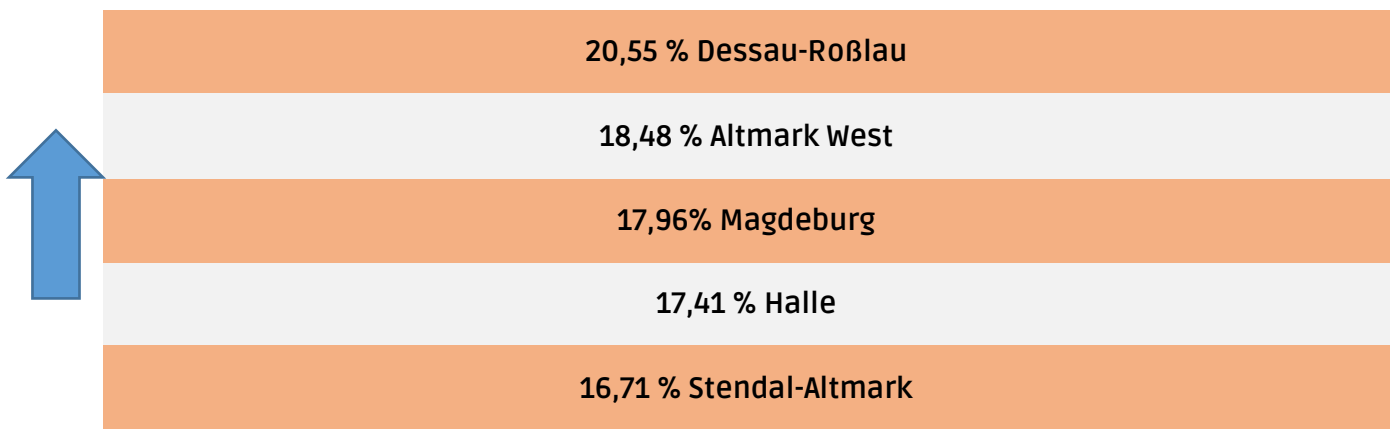 20,55 % Dessau-Roßlau
18,48 % Altmark West
17,96% Magdeburg
17,41 % Halle
16,71 % Stendal-Altmark